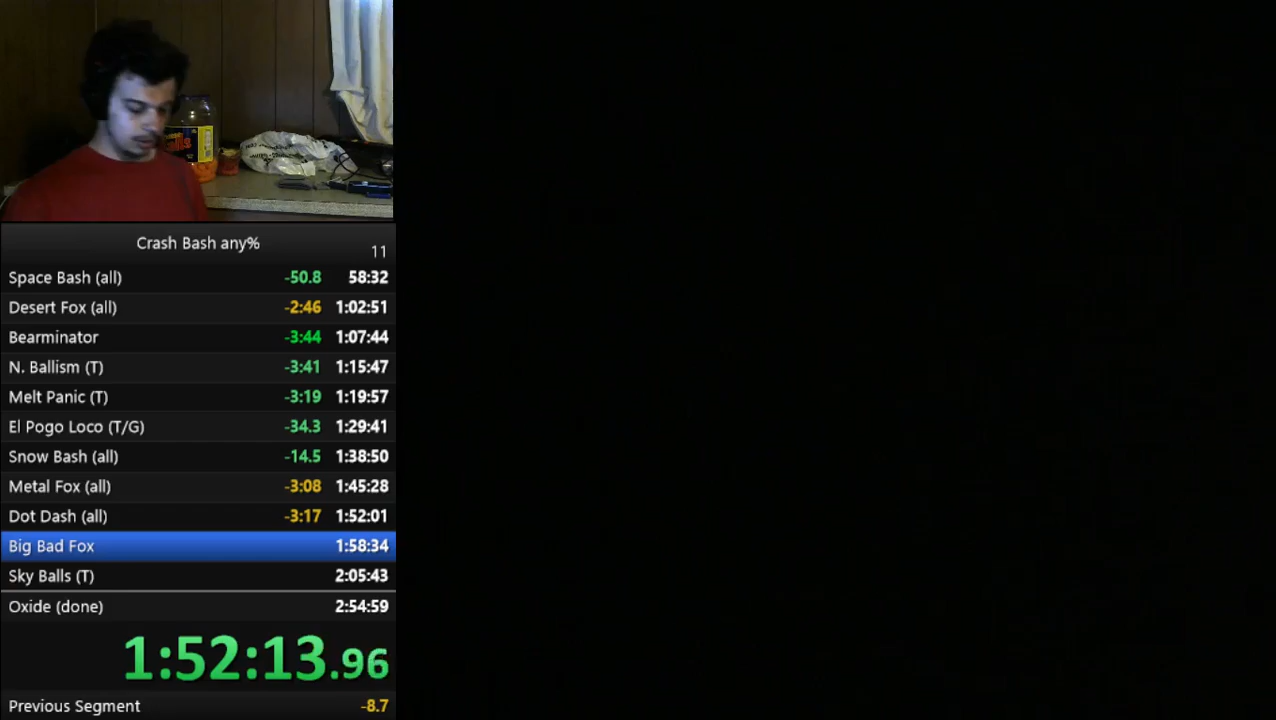 Crash Bash any%
11
Space Bash (all) -50.8 58:32
Desert Fox (all) -2:46 1:02:51
Bearminator -3:44 1:07:44
N. Ballism (T) -3:41 1:15:47
Melt Panic (T) -3:19 1:19:57
El Pogo Loco (T/G) -34.3 1:29:41
Snow Bash (all) -14.5 1:38:50
Metal Fox (all) -3:08 1:45:28
Dot Dash (all) -3:17 1:52:01
Big Bad Fox 1:58:34
Sky Balls (T) 2:05:43
Oxide (done) 2:54:59
1:52:13.96
Previous Segment -8.7